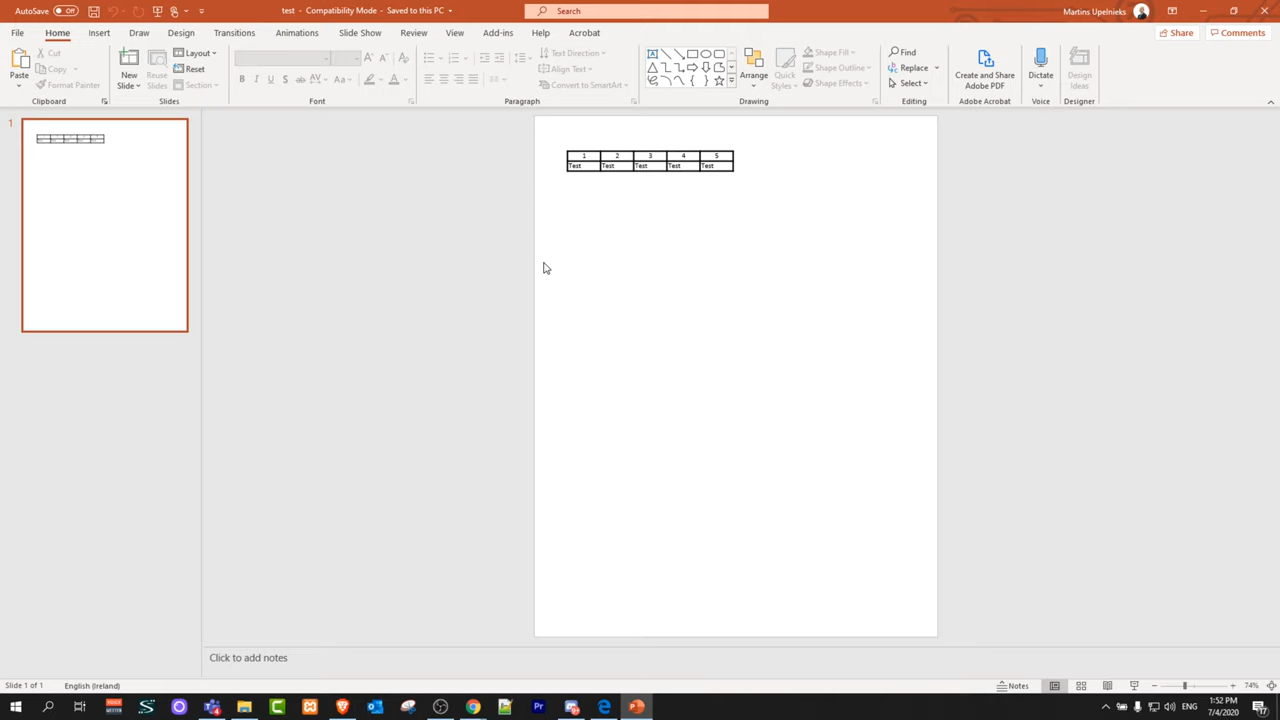 AutoSave Off test - Compatibility Mode - Saved to this PC Search Martins Upelnieks
File Home Insert Draw Design Transitions Animations Slide Show Review View Add-ins Help Acrobat Share Comments
Paste
Cut
Copy
Format Painter
Clipboard
New Slide
Reuse Slides
Layout
Reset
Section
Slides
Font
Text Direction
Align Text
Convert to SmartArt
Paragraph
Arrange
Quick Styles
Shape Fill
Shape Outline
Shape Effects
Drawing
Find
Replace
Select
Editing
Create and Share
Adobe PDF
Adobe Acrobat
Dictate
Voice
Design
Ideas
Designer
1
1 2 3 4 5
Test Test Test Test Test
Click to add notes
Slide 1 of 1 English (Ireland) Notes 74%
1:52 PM
7/4/2020